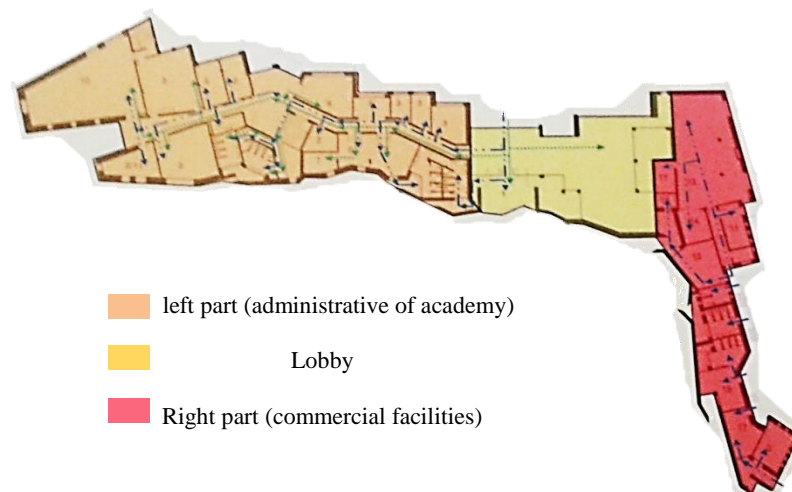 left part (administrative of academy)
Lobby
Right part (commercial facilities)